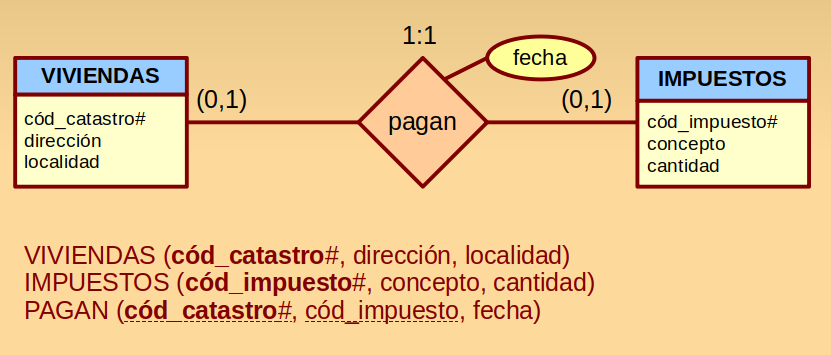 1:1
fecha
VIVIENDAS
IMPUESTOS
(0,1)
(0,1)
cód_catastro#
dirección
localidad
pagan
cód_impuesto#
concepto
cantidad
VIVIENDAS (cód_catastro#, dirección, localidad)
IMPUESTOS (cód_impuesto#, concepto, cantidad)
PAGAN (cód_catastro#, cód_impuesto, fecha)